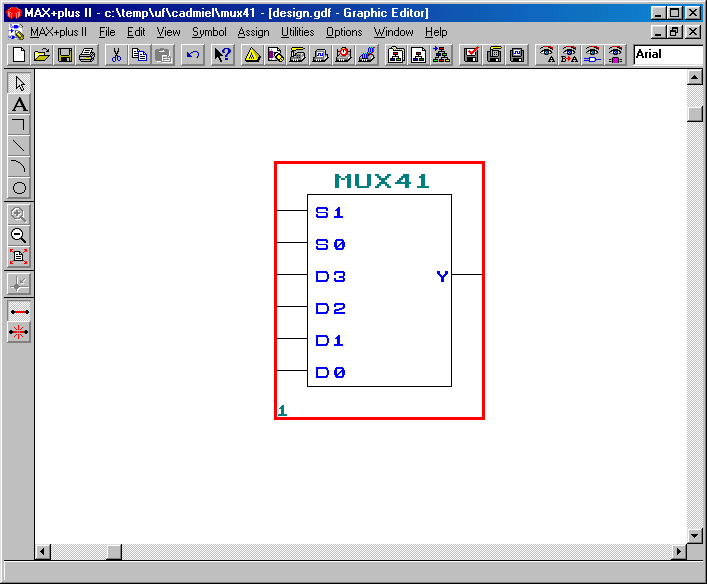 MAX+plus II - c:\temp\uf\cadmiel\mux41 - [design.gdf - Graphic Editor]
MAX+plus II File Edit View Symbol Assign Utilities Options Window Help
Arial
A
B+A
A
MUX41
S1
S0
D3
Y
D2
D1
D0
1